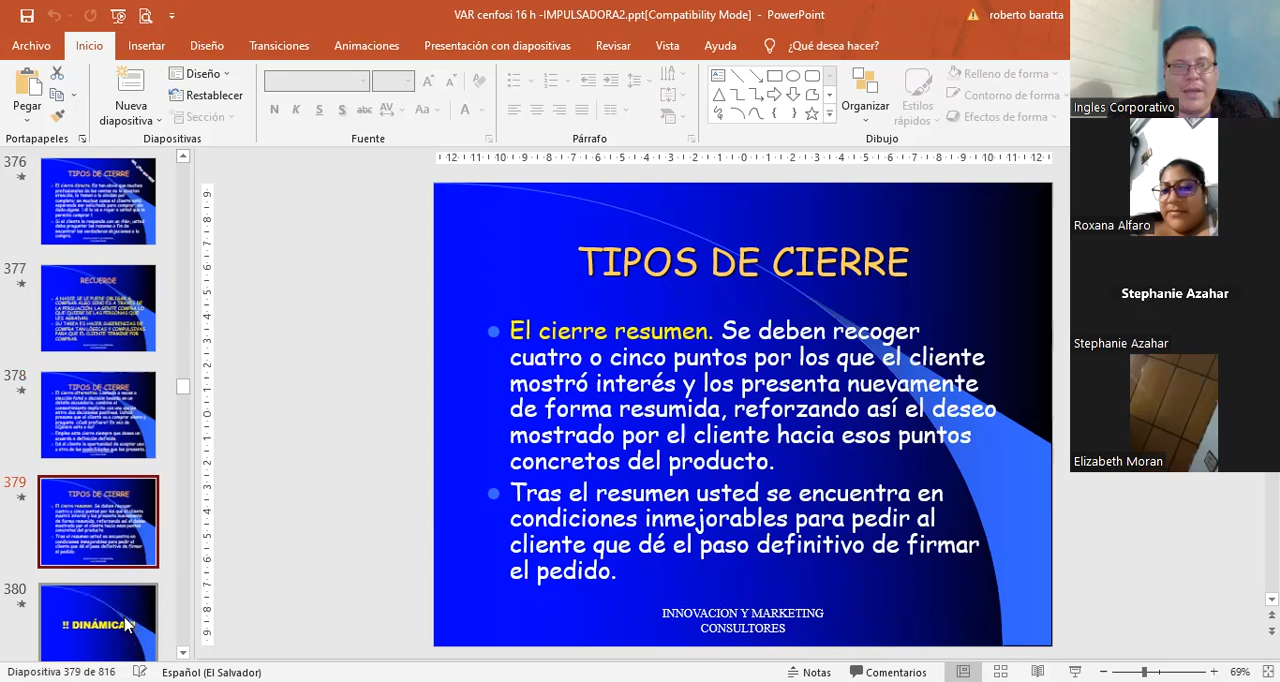 VAR cenfosi 16 h -IMPULSADORA2.ppt[Compatibility Mode] - PowerPoint
roberto baratta
Archivo
Inicio
Insertar
Diseño
Transiciones
Animaciones
Presentación con diapositivas
Revisar
Vista
Ayuda
¿Qué desea hacer?
Pegar
Portapapeles
Nueva
diapositiva
Diseño
Restablecer
Sección
Diapositivas
N K S S abc AV Aa A
Fuente
Párrafo
Organizar
Estilos
rápidos
Relleno de forma
Contorno de forma
Efectos de forma
Dibujo
Ingles Corporativo
Roxana Alfaro
Stephanie Azahar
Stephanie Azahar
Elizabeth Moran
376
TIPOS DE CIERRE
377
RECUERDE
378
TIPOS DE CIERRE
379
TIPOS DE CIERRE
380
!! DINÁMICA
TIPOS DE CIERRE
El cierre resumen. Se deben recoger
cuatro o cinco puntos por los que el cliente
mostró interés y los presenta nuevamente
de forma resumida, reforzando así el deseo
mostrado por el cliente hacia esos puntos
concretos del producto.
Tras el resumen usted se encuentra en
condiciones inmejorables para pedir al
cliente que dé el paso definitivo de firmar
el pedido.
INNOVACION Y MARKETING
CONSULTORES
Diapositiva 379 de 816
Español (El Salvador)
Notas
Comentarios
69%